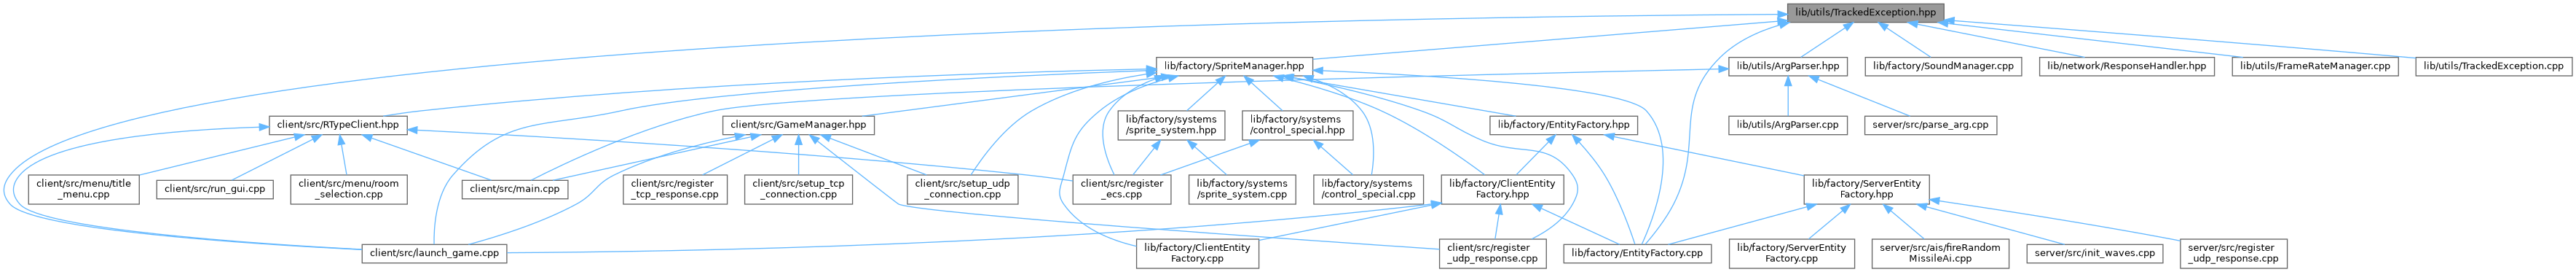 lib/utils/TrackedException.hpp
lib/factory/SpriteManager.hpp
lib/utils/ArgParser.hpp
lib/factory/SoundManager.cpp
lib/network/ResponseHandler.hpp
lib/utils/FrameRateManager.cpp
lib/utils/TrackedException.cpp
client/src/RTypeClient.hpp
client/src/GameManager.hpp
lib/factory/systems
/sprite_system.hpp
lib/factory/systems
/control_special.hpp
lib/factory/EntityFactory.hpp
lib/utils/ArgParser.cpp
server/src/parse_arg.cpp
client/src/menu/title
_menu.cpp
client/src/run_gui.cpp
client/src/menu/room
_selection.cpp
client/src/main.cpp
client/src/register
_tcp_response.cpp
client/src/setup_tcp
_connection.cpp
client/src/setup_udp
_connection.cpp
client/src/register
_ecs.cpp
lib/factory/systems
/sprite_system.cpp
lib/factory/systems
/control_special.cpp
lib/factory/ClientEntity
Factory.hpp
lib/factory/ServerEntity
Factory.hpp
client/src/launch_game.cpp
lib/factory/ClientEntity
Factory.cpp
client/src/register
_udp_response.cpp
lib/factory/EntityFactory.cpp
lib/factory/ServerEntity
Factory.cpp
server/src/ais/fireRandom
MissileAi.cpp
server/src/init_waves.cpp
server/src/register
_udp_response.cpp